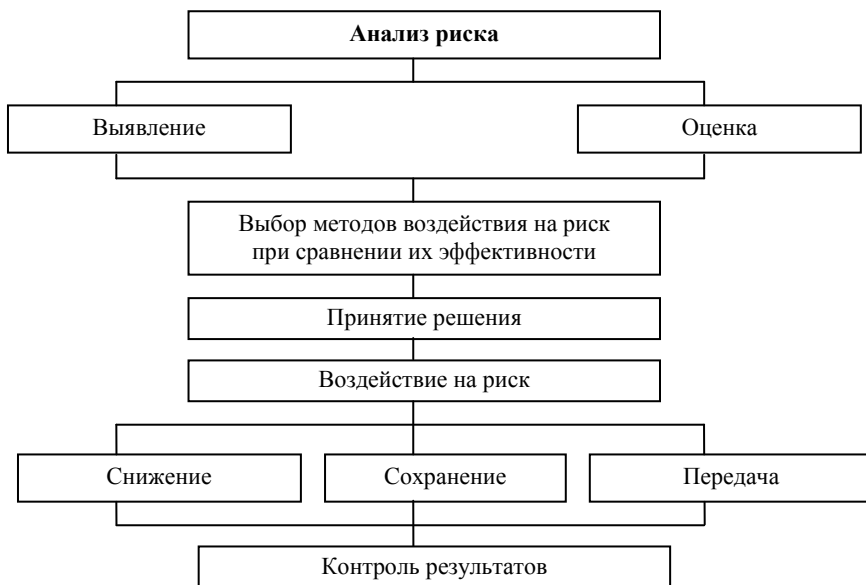 Анализ риска
Выявление
Оценка
Выбор методов воздействия на риск
при сравнении их эффективности
Принятие решения
Воздействие на риск
Снижение
Сохранение
Передача
Контроль результатов